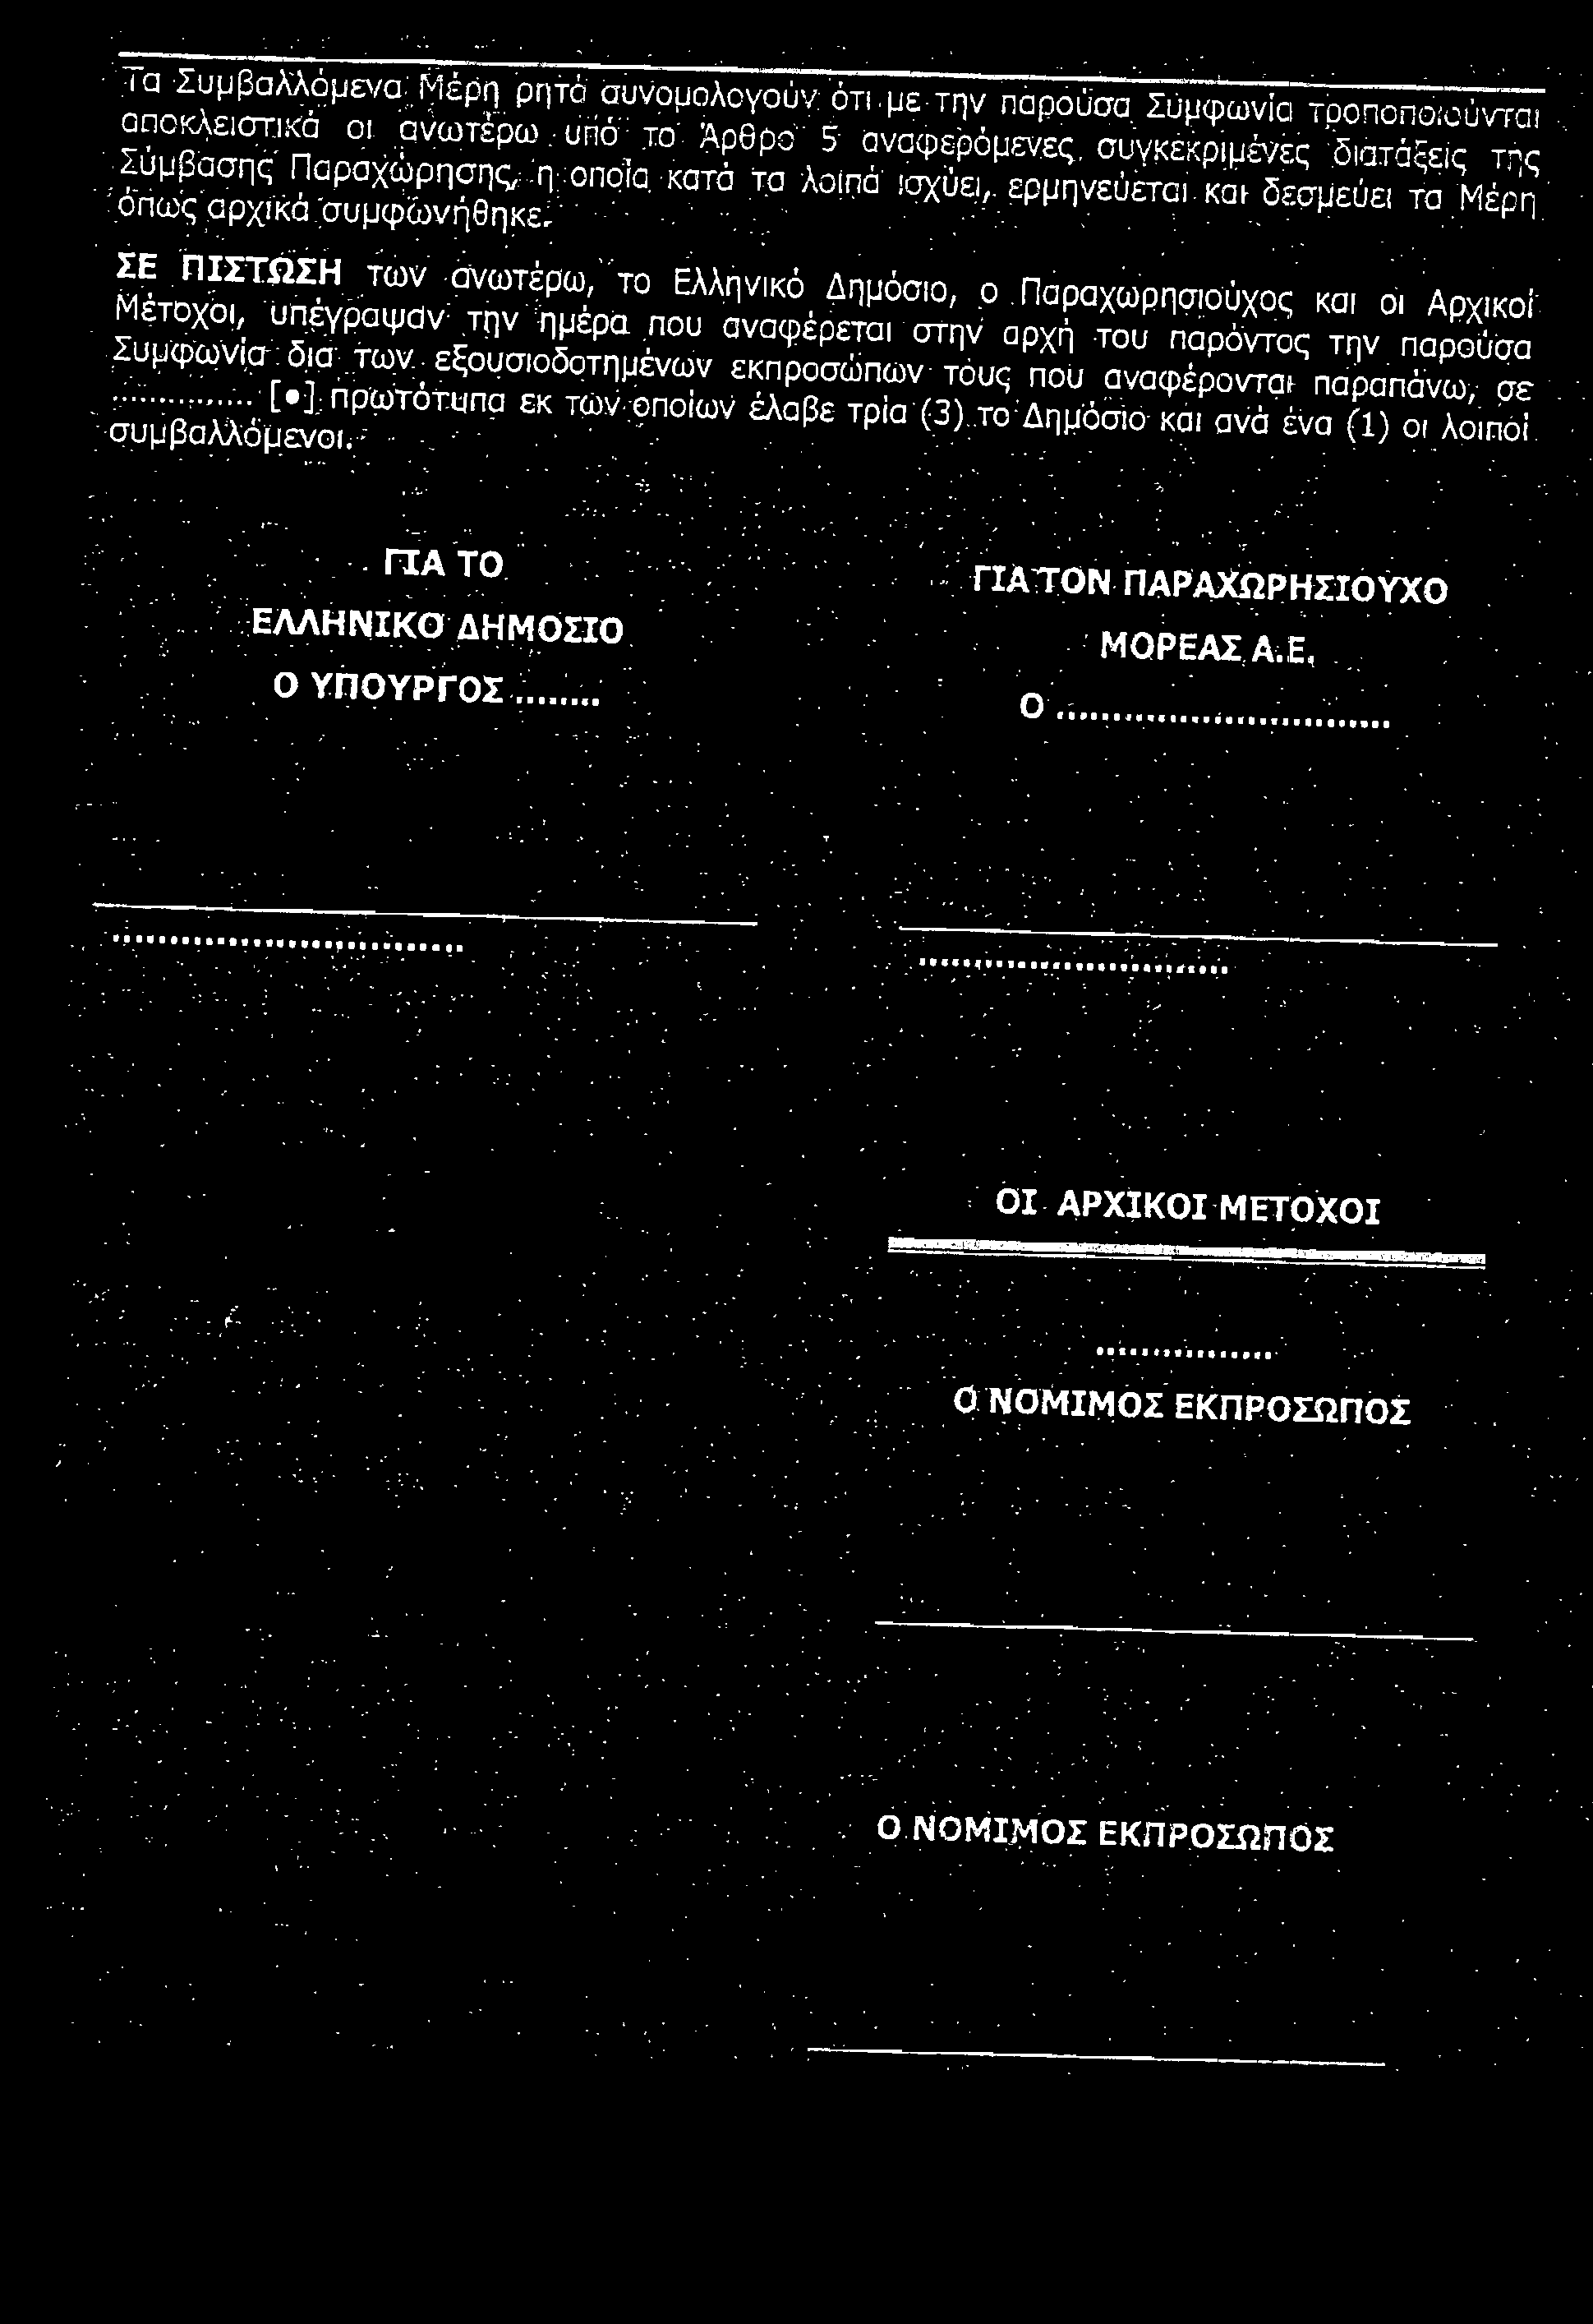 Τα Συμβαλλόμενα Μέρη ρητά συνομολογούν ότι με την παρούσα Συμφωνία τροποποιούνται
αποκλειστικά οι ανωτέρω υπό το Άρθρο 5 αναφερόμενες συγκεκριμένες διατάξεις της
Σύμβασης Παραχώρησης, η οποία κατά τα λοιπά ισχύει, ερμηνεύεται και δεσμεύει τα Μέρη
όπως αρχικά συμφωνήθηκε.
ΣΕ ΠΙΣΤΩΣΗ των ανωτέρω, το Ελληνικό Δημόσιο, ο Παραχωρησιούχος και οι Αρχικοί
Μέτοχοι, υπέγραψαν την ημέρα που αναφέρεται στην αρχή του παρόντος την παρούσα
Συμφωνία δια των εξουσιοδοτημένων εκπροσώπων τους που αναφέρονται παραπάνω, σε
................ [•] πρωτότυπα εκ των οποίων έλαβε τρία (3) το Δημόσιο και ανά ένα (1) οι λοιποί
συμβαλλόμενοι.
ΓΙΑ ΤΟ
ΕΛΛΗΝΙΚΟ ΔΗΜΟΣΙΟ
Ο ΥΠΟΥΡΓΟΣ.........
ΓΙΑ ΤΟΝ ΠΑΡΑΧΩΡΗΣΙΟΥΧΟ
ΜΟΡΕΑΣ Α.Ε.
Ο ..............................
..............................
..........................
ΟΙ ΑΡΧΙΚΟΙ ΜΕΤΟΧΟΙ
................
Ο ΝΟΜΙΜΟΣ ΕΚΠΡΟΣΩΠΟΣ
Ο ΝΟΜΙΜΟΣ ΕΚΠΡΟΣΩΠΟΣ